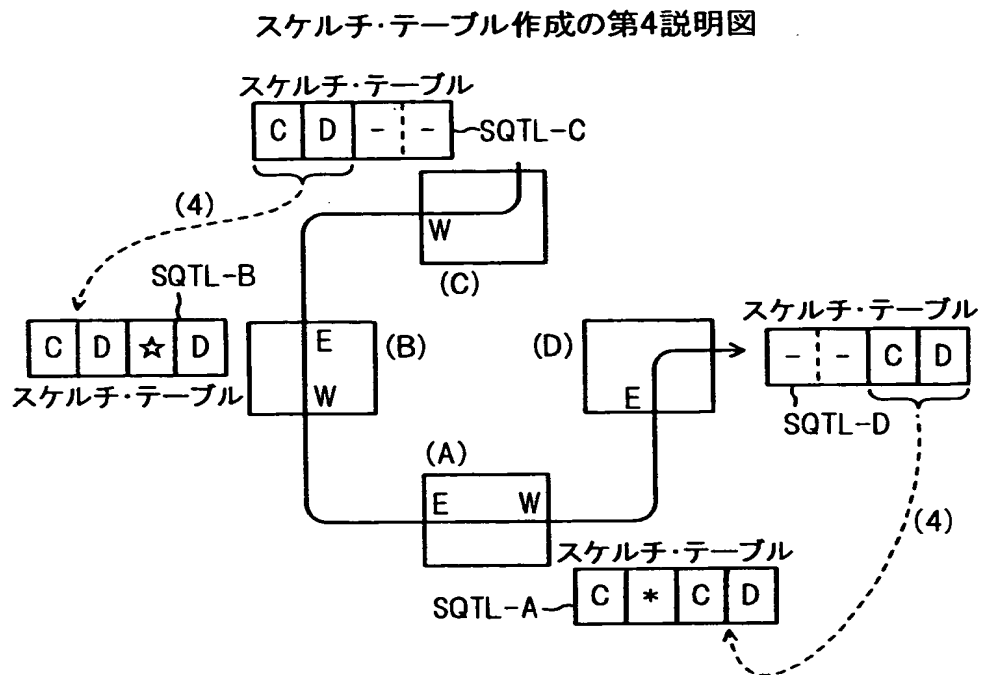 スケルチ・テーブル作成の第4説明図
スケルチ・テーブル
C D - - SQTL-C
(4)
W
(C)
SQTL-B
C D ☆ D
スケルチ・テーブル
E
W
(B)
(D)
E
スケルチ・テーブル
- - C D
SQTL-D
(4)
(A)
E W
スケルチ・テーブル
SQTL-A C * C D